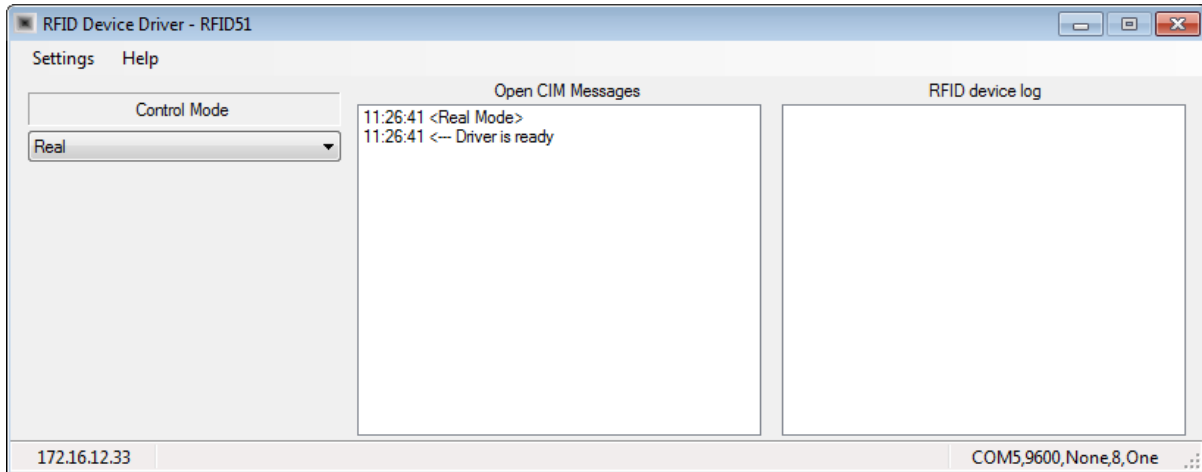 RFID Device Driver - RFID51
Settings Help
Control Mode
Real
Open CIM Messages
11:26:41 <Real Mode>
11:26:41 <--- Driver is ready
RFID device log
172.16.12.33
COM5,9600,None,8,One